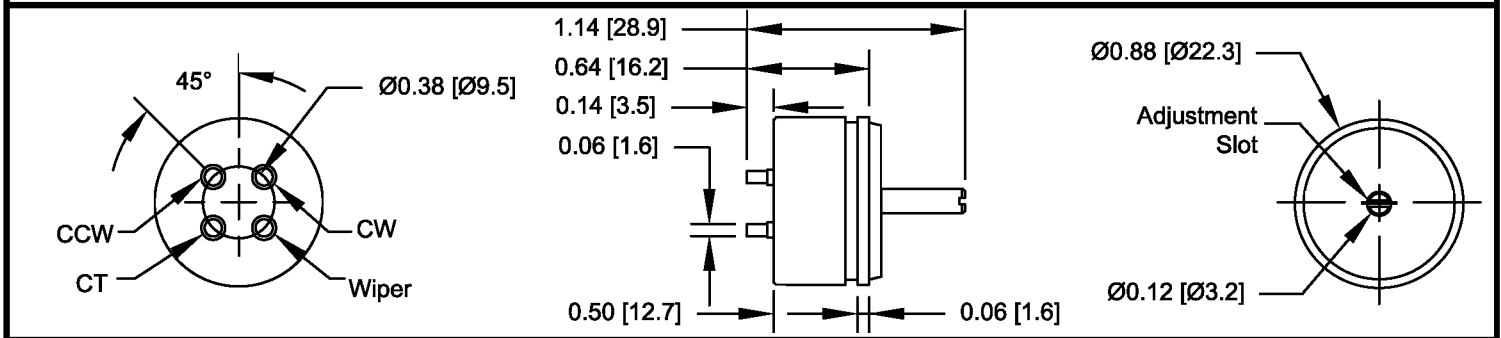 45°
Ø0.38 [Ø9.5]
CCW
CW
CT
Wiper
1.14 [28.9]
0.64 [16.2]
0.14 [3.5]
0.06 [1.6]
0.50 [12.7]
0.06 [1.6]
Ø0.88 [Ø22.3]
Adjustment
Slot
Ø0.12 [Ø3.2]